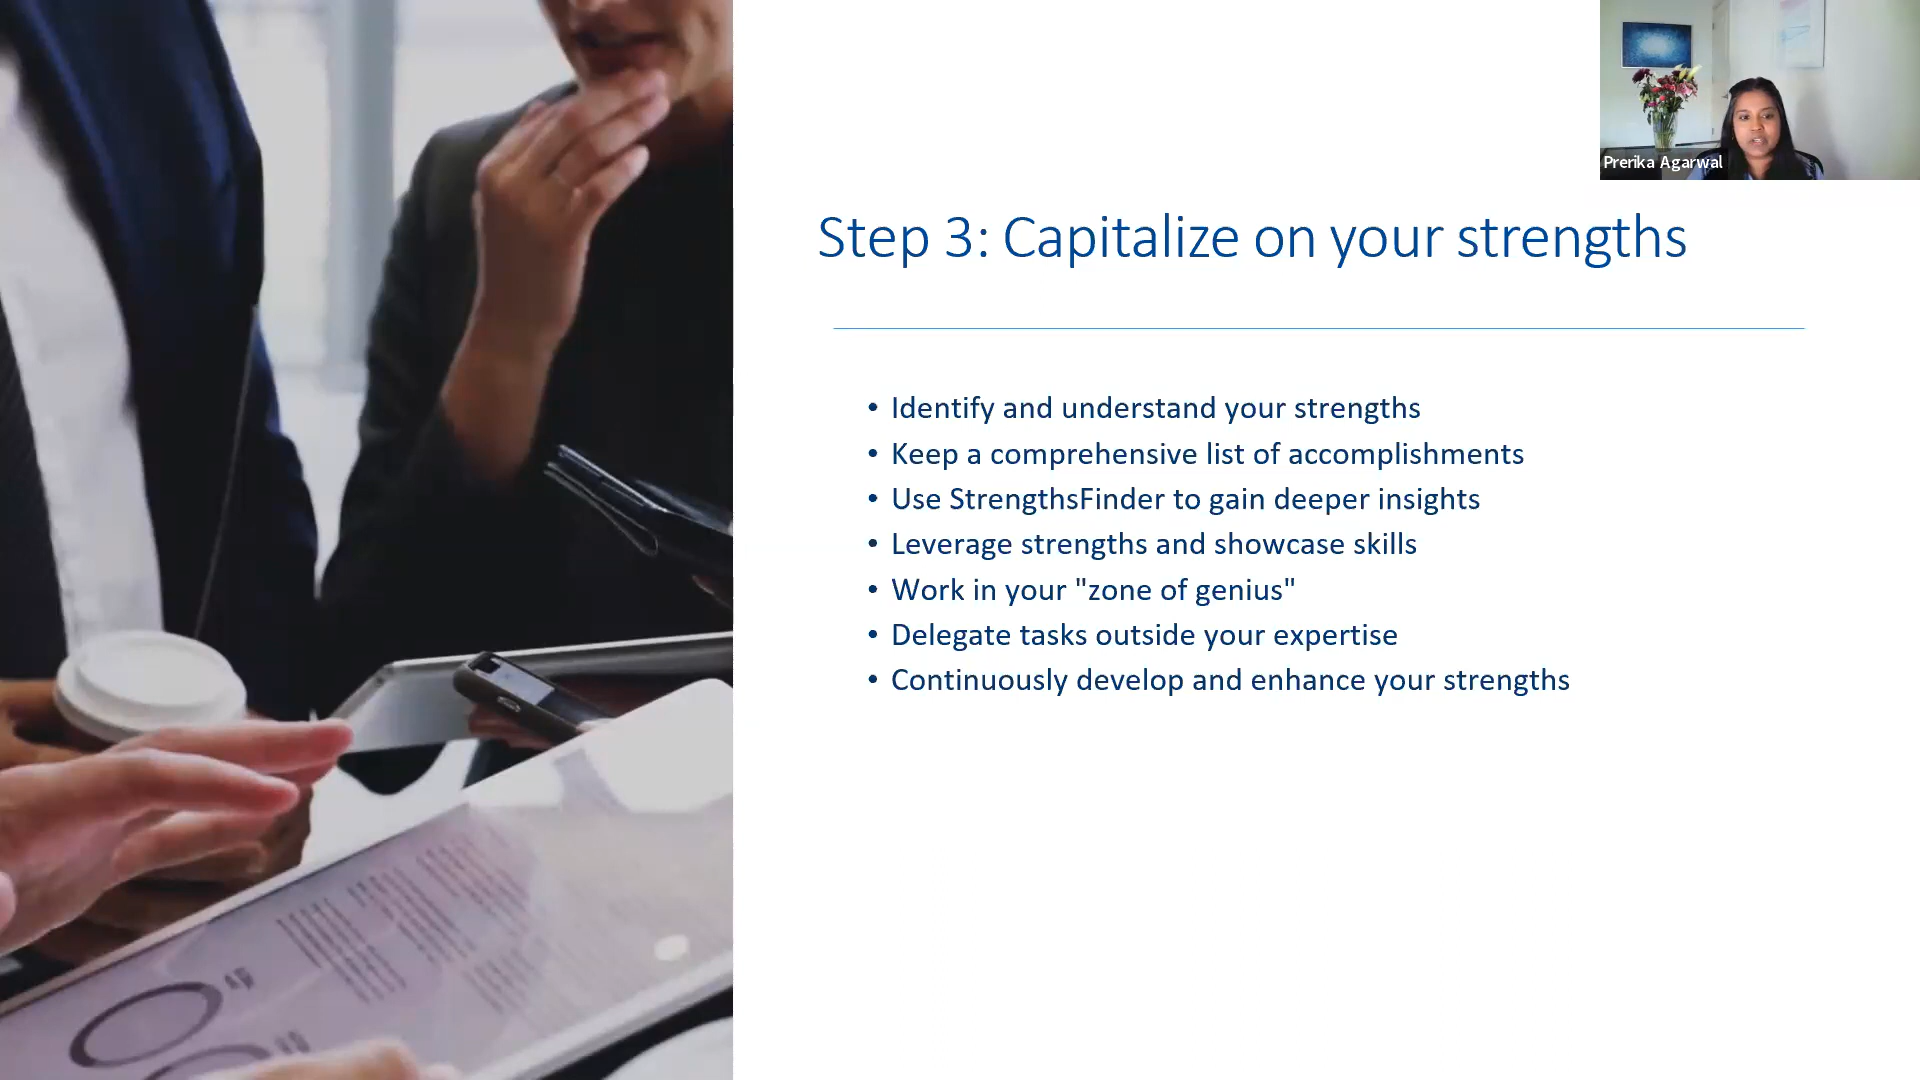 Prerika Agarwal
Step 3: Capitalize on your strengths
• Identify and understand your strengths
• Keep a comprehensive list of accomplishments
• Use StrengthsFinder to gain deeper insights
• Leverage strengths and showcase skills
• Work in your "zone of genius"
• Delegate tasks outside your expertise
• Continuously develop and enhance your strengths